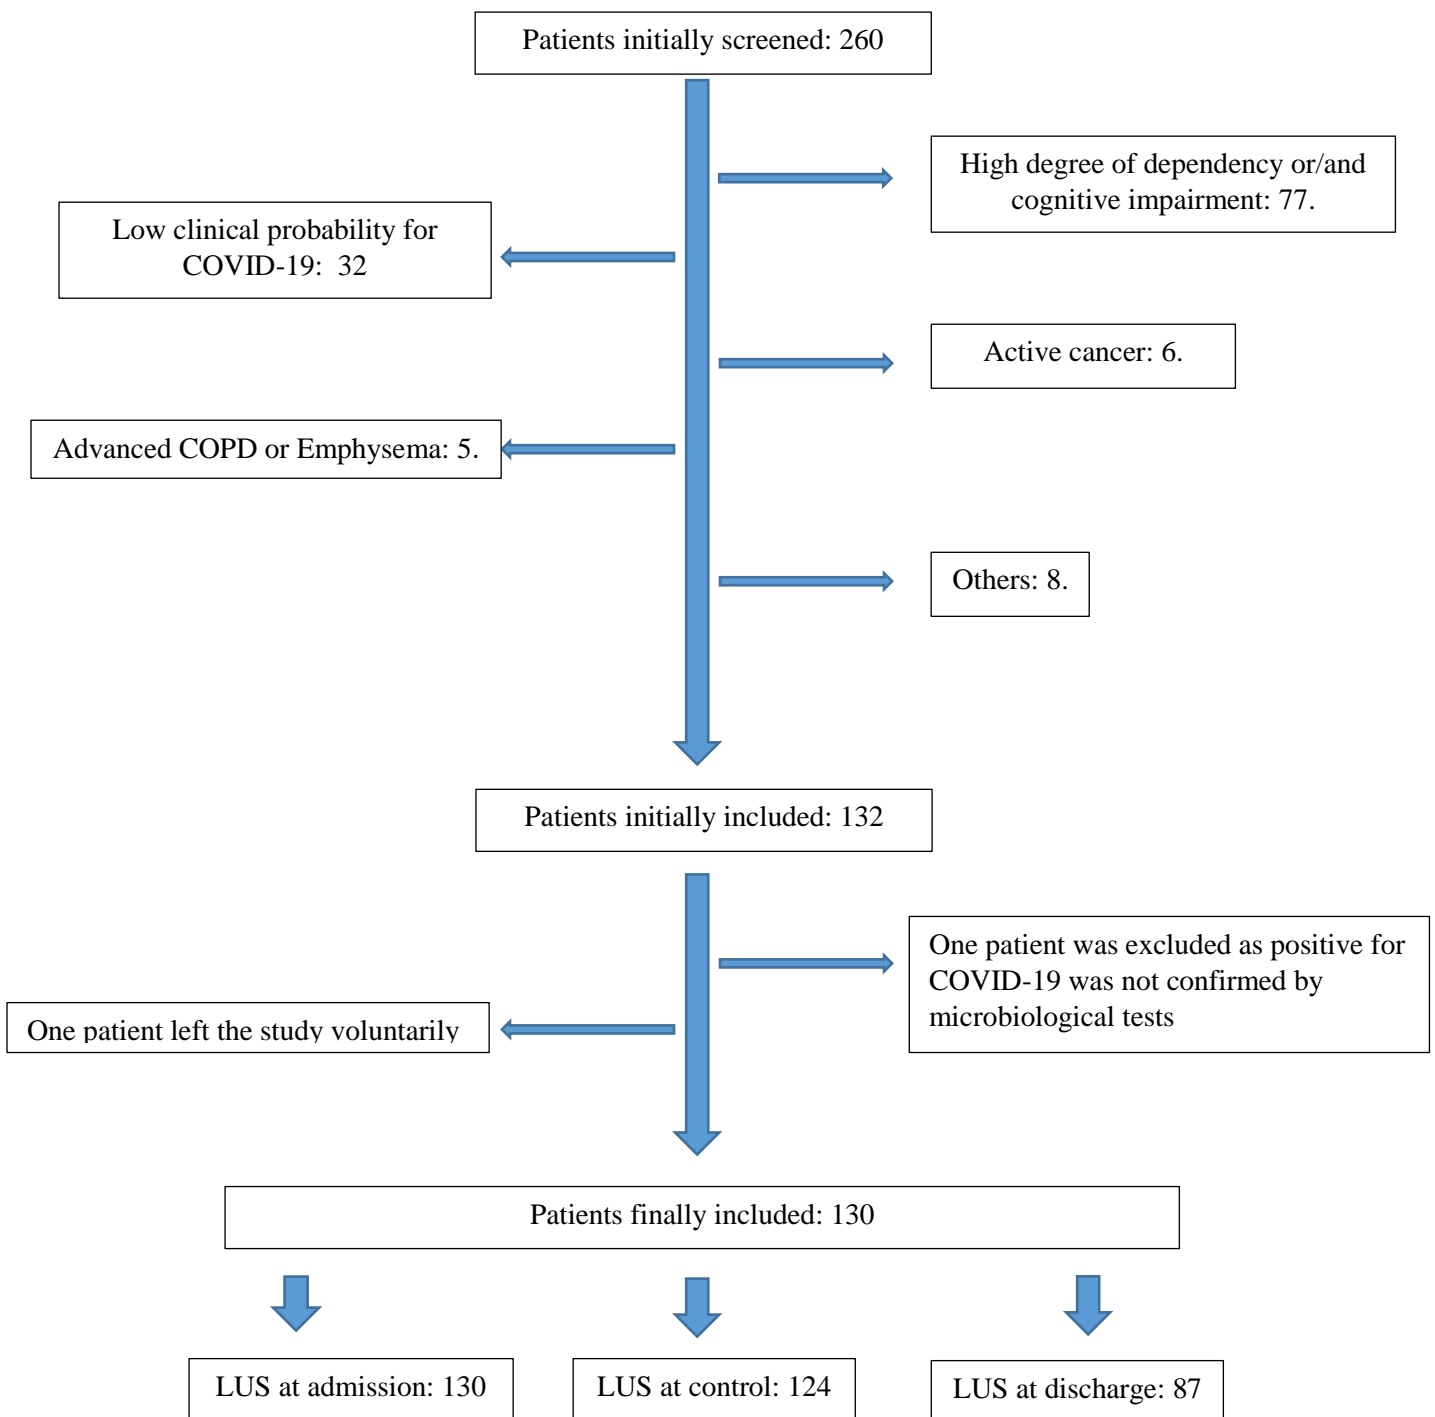 Patients initially screened: 260
High degree of dependency or/and
cognitive impairment: 77.
Low clinical probability for
COVID-19:  32
Active cancer: 6.
Advanced COPD or Emphysema: 5.
Others: 8.
Patients initially included: 132
One patient was excluded as positive for
COVID-19 was not confirmed by
microbiological tests
One patient left the study voluntarily
Patients finally included: 130
LUS at admission: 130
LUS at control: 124
LUS at discharge: 87